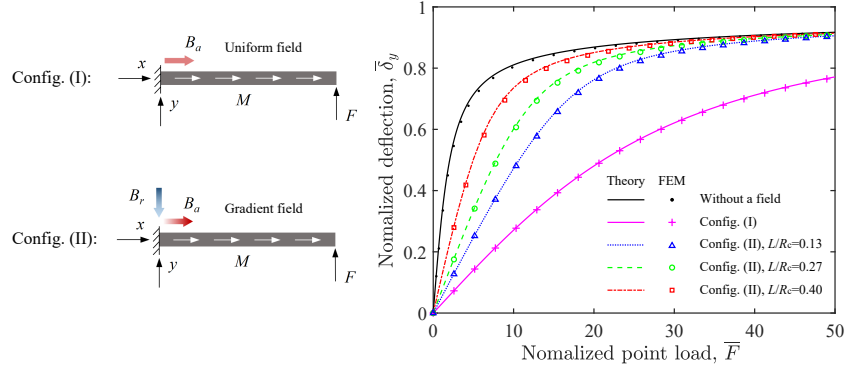 B_a
Uniform field
x
Config. (I):
M
y
F
B_r
B_a
Gradient field
x
Config. (II):
M
y
F
Normalized deflection, δ̅_y
1
0.8
0.6
0.4
0.2
0
0 10 20 30 40 50
Nomalized point load, F̅
Theory FEM
Without a field
Config. (I)
Config. (II), L/Rc=0.13
Config. (II), L/Rc=0.27
Config. (II), L/Rc=0.40